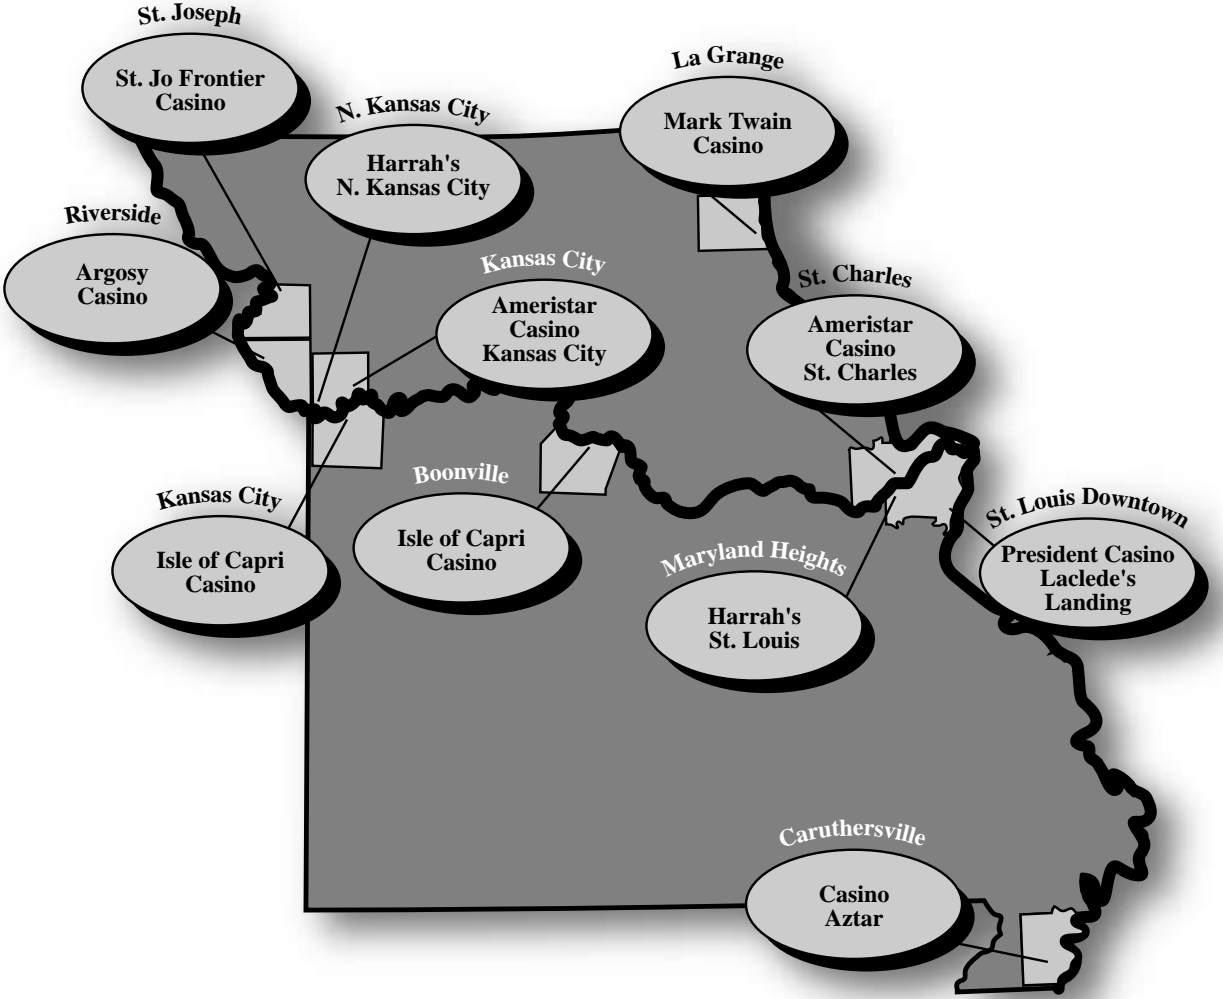 St. Joseph
St. Jo Frontier
Casino
N. Kansas City
Harrah's
N. Kansas City
La Grange
Mark Twain
Casino
Riverside
Argosy
Casino
Kansas City
Ameristar
Casino
Kansas City
St. Charles
Ameristar
Casino
St. Charles
Kansas City
Isle of Capri
Casino
Boonville
Isle of Capri
Casino
Maryland Heights
Harrah's
St. Louis
St. Louis Downtown
President Casino
Laclede's
Landing
Caruthersville
Casino
Aztar